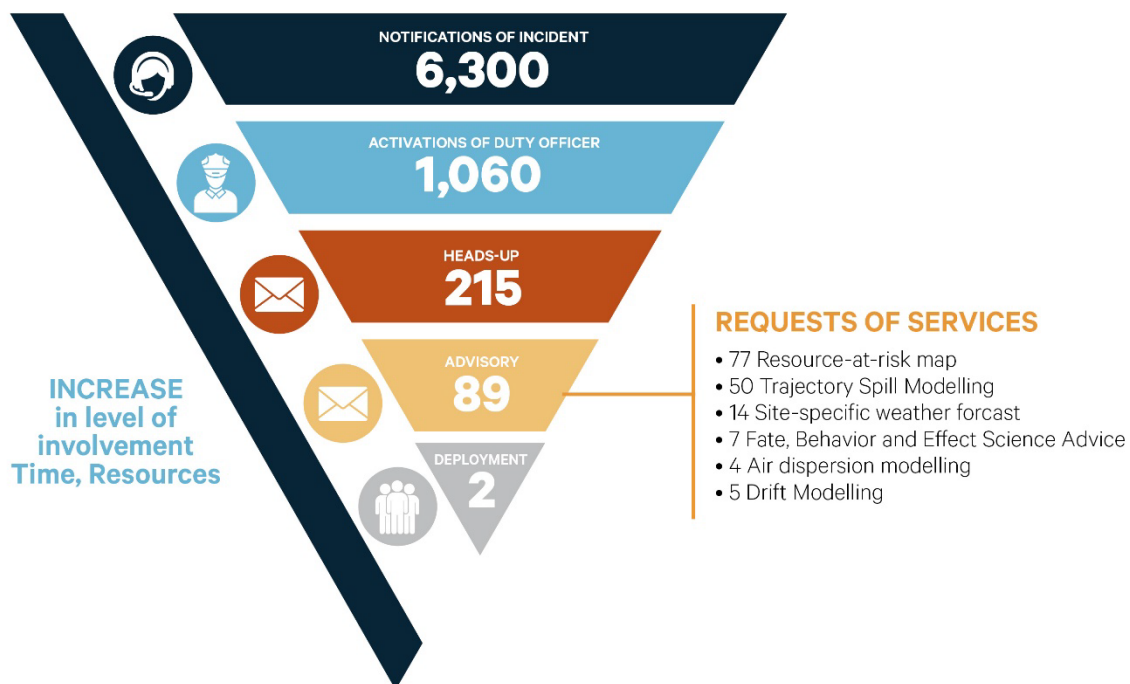 NOTIFICATIONS OF INCIDENT
6,300
ACTIVATIONS OF DUTY OFFICER
1,060
HEADS-UP
215
ADVISORY
89
DEPLOYMENT
2
INCREASE
in level of
involvement
Time, Resources
REQUESTS OF SERVICES
• 77 Resource-at-risk map
• 50 Trajectory Spill Modelling
• 14 Site-specific weather forcast
• 7 Fate, Behavior and Effect Science Advice
• 4 Air dispersion modelling
• 5 Drift Modelling